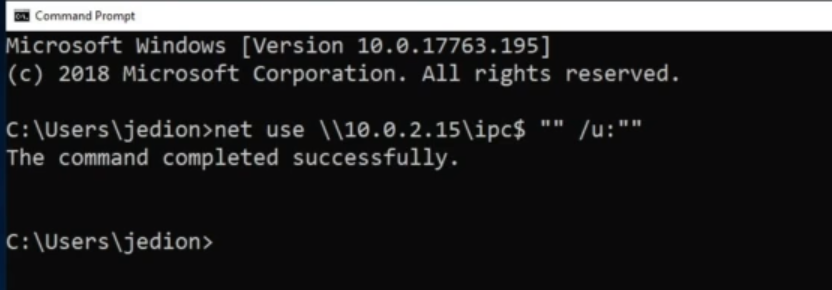 Command Prompt
Microsoft Windows [Version 10.0.17763.195]
(c) 2018 Microsoft Corporation. All rights reserved.
C:\Users\jedion>net use \\10.0.2.15\ipc$ "" /u:""
The command completed successfully.
C:\Users\jedion>